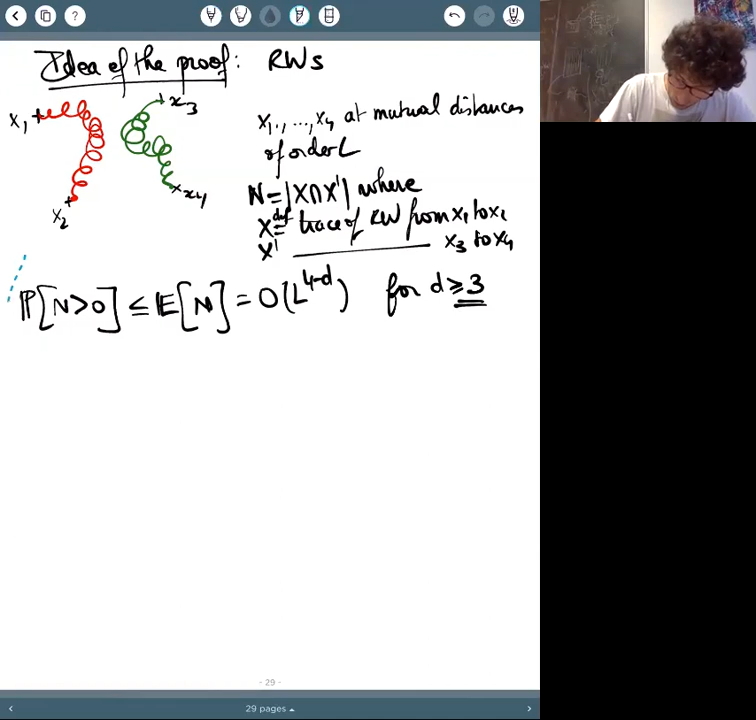 Idea of the proof: RWs
x1 x3
x2 x4
x1, ..., x4 at mutual distances
of order L
N = |X∩X'| where
X def= trace of RW from x1 to x2
X' ________ x3 to x4
P[N>0] ≤ E[N] = O(L^{4-d}) for d ≥ 3
- 29 -
29 pages